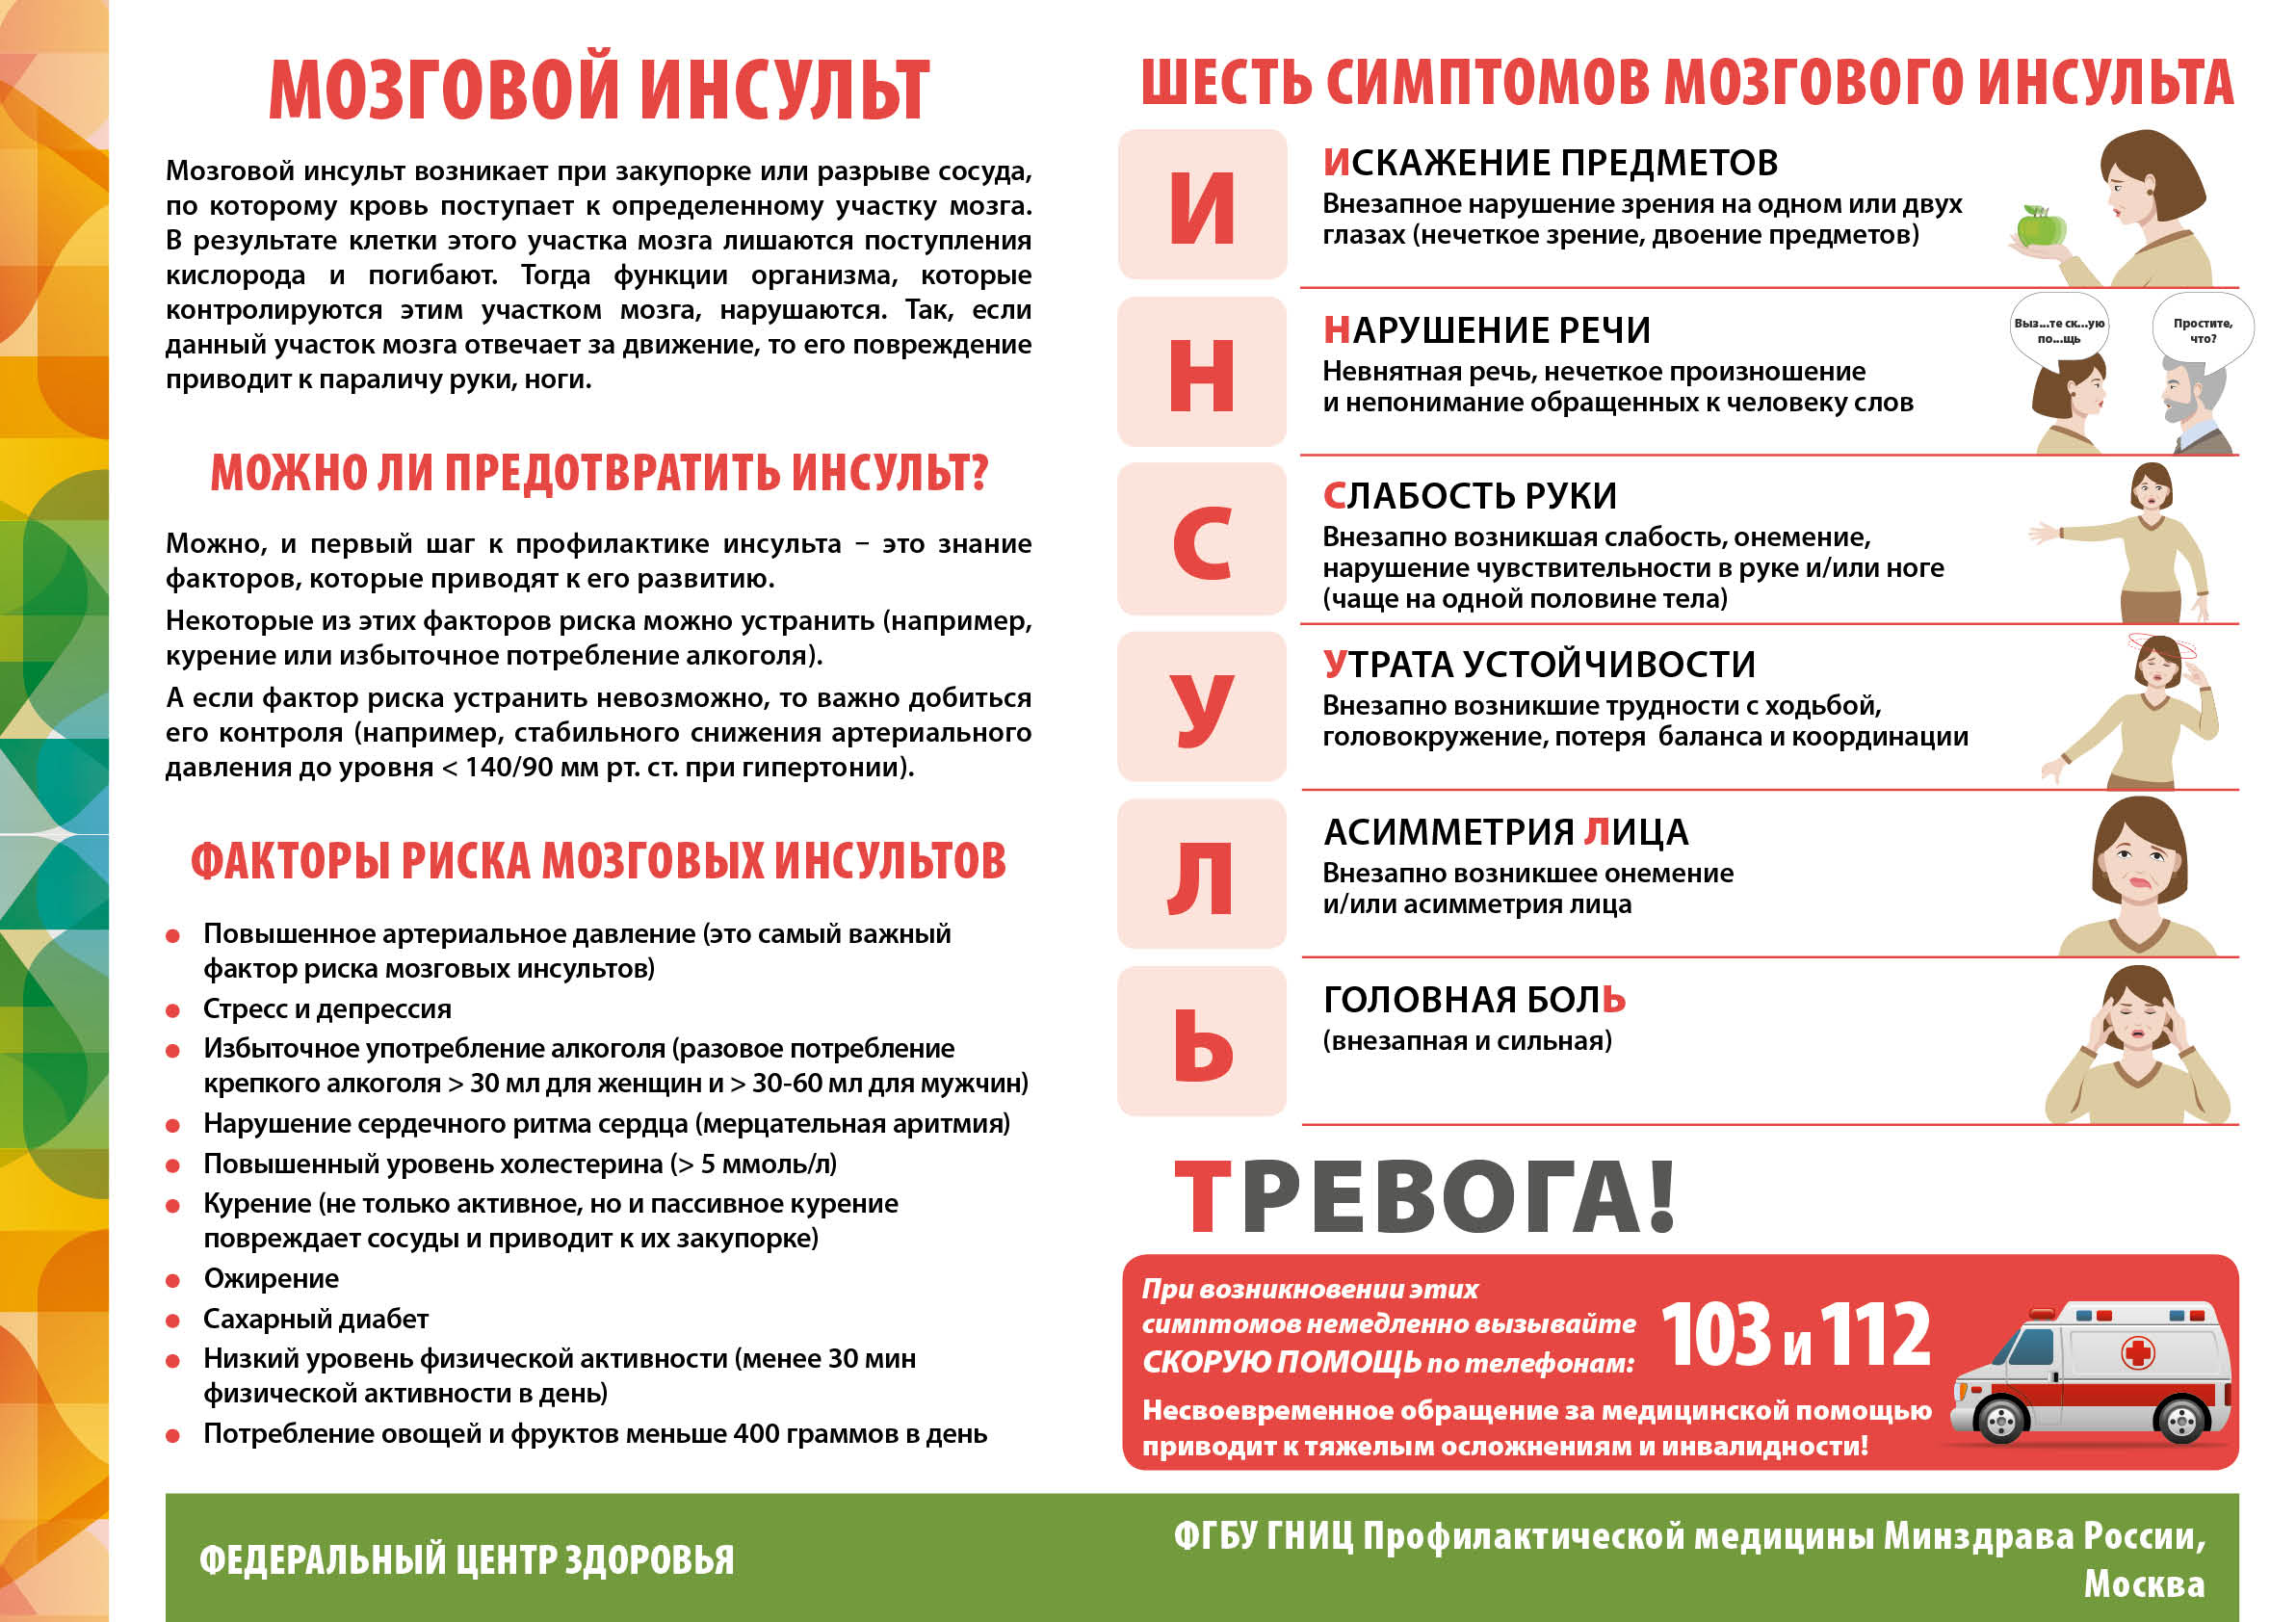 МОЗГОВОЙ ИНСУЛЬТ
Мозговой инсульт возникает при закупорке или разрыве сосуда,
по которому кровь поступает к определенному участку мозга.
В результате клетки этого участка мозга лишаются поступления
кислорода и погибают. Тогда функции организма, которые
контролируются этим участком мозга, нарушаются. Так, если
данный участок мозга отвечает за движение, то его повреждение
приводит к параличу руки, ноги.
МОЖНО ЛИ ПРЕДОТВРАТИТЬ ИНСУЛЬТ?
Можно, и первый шаг к профилактике инсульта – это знание
факторов, которые приводят к его развитию.
Некоторые из этих факторов риска можно устранить (например,
курение или избыточное потребление алкоголя).
А если фактор риска устранить невозможно, то важно добиться
его контроля (например, стабильного снижения артериального
давления до уровня < 140/90 мм рт. ст. при гипертонии).
ФАКТОРЫ РИСКА МОЗГОВЫХ ИНСУЛЬТОВ
● Повышенное артериальное давление (это самый важный
фактор риска мозговых инсультов)
● Стресс и депрессия
● Избыточное употребление алкоголя (разовое потребление
крепкого алкоголя > 30 мл для женщин и > 30-60 мл для мужчин)
● Нарушение сердечного ритма сердца (мерцательная аритмия)
● Повышенный уровень холестерина (> 5 ммоль/л)
● Курение (не только активное, но и пассивное курение
повреждает сосуды и приводит к их закупорке)
● Ожирение
● Сахарный диабет
● Низкий уровень физической активности (менее 30 мин
физической активности в день)
● Потребление овощей и фруктов меньше 400 граммов в день
ШЕСТЬ СИМПТОМОВ МОЗГОВОГО ИНСУЛЬТА
И
ИСКАЖЕНИЕ ПРЕДМЕТОВ
Внезапное нарушение зрения на одном или двух
глазах (нечеткое зрение, двоение предметов)
Н
НАРУШЕНИЕ РЕЧИ
Невнятная речь, нечеткое произношение
и непонимание обращенных к человеку слов
Выз...те ск...ую
по...щь
Простите,
что?
С
СЛАБОСТЬ РУКИ
Внезапно возникшая слабость, онемение,
нарушение чувствительности в руке и/или ноге
(чаще на одной половине тела)
У
УТРАТА УСТОЙЧИВОСТИ
Внезапно возникшие трудности с ходьбой,
головокружение, потеря баланса и координации
Л
АСИММЕТРИЯ ЛИЦА
Внезапно возникшее онемение
и/или асимметрия лица
Ь
ГОЛОВНАЯ БОЛЬ
(внезапная и сильная)
ТРЕВОГА!
При возникновении этих
симптомов немедленно вызывайте
СКОРУЮ ПОМОЩЬ по телефонам:
103 и 112
Несвоевременное обращение за медицинской помощью
приводит к тяжелым осложнениям и инвалидности!
ФЕДЕРАЛЬНЫЙ ЦЕНТР ЗДОРОВЬЯ
ФГБУ ГНИЦ Профилактической медицины Минздрава России,
Москва